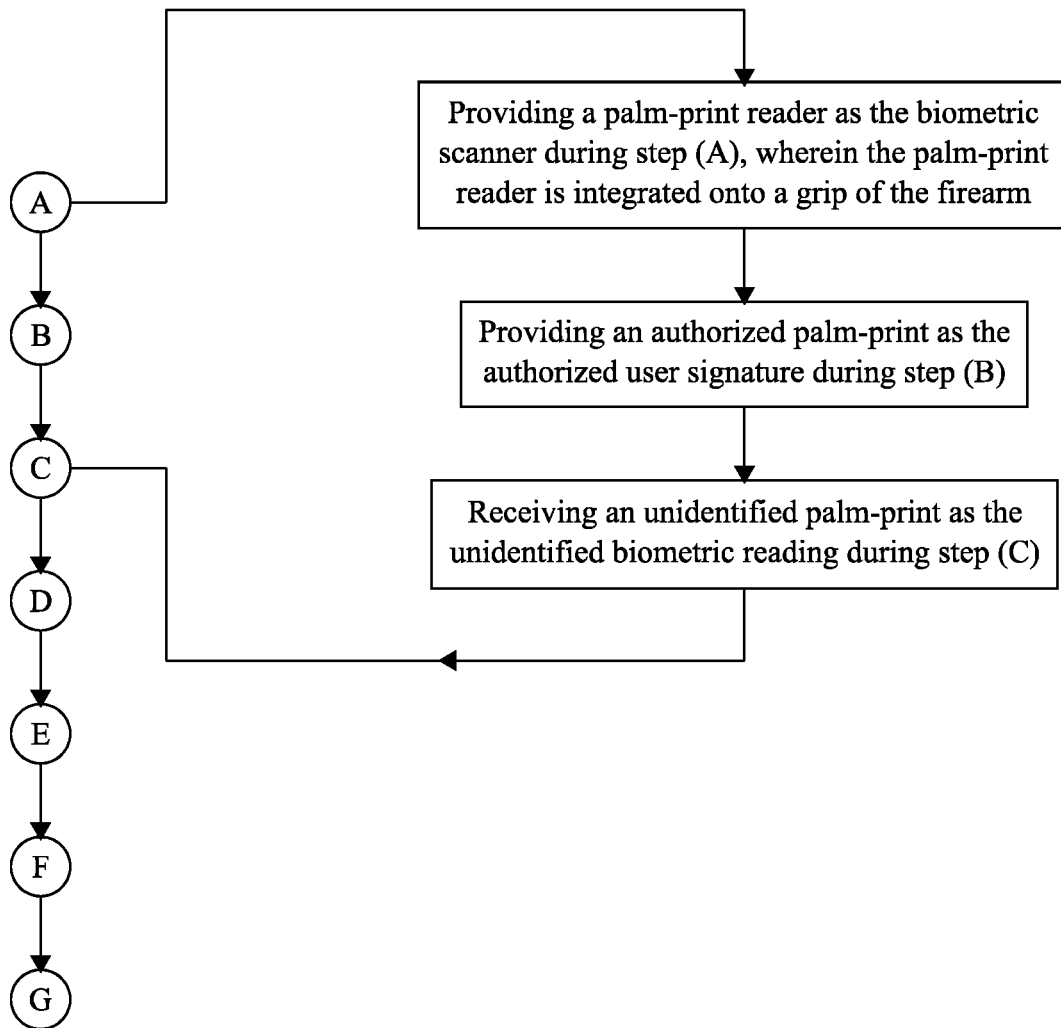 A
B
C
D
E
F
G
Providing a palm-print reader as the biometric
scanner during step (A), wherein the palm-print
reader is integrated onto a grip of the firearm
Providing an authorized palm-print as the
authorized user signature during step (B)
Receiving an unidentified palm-print as the
unidentified biometric reading during step (C)